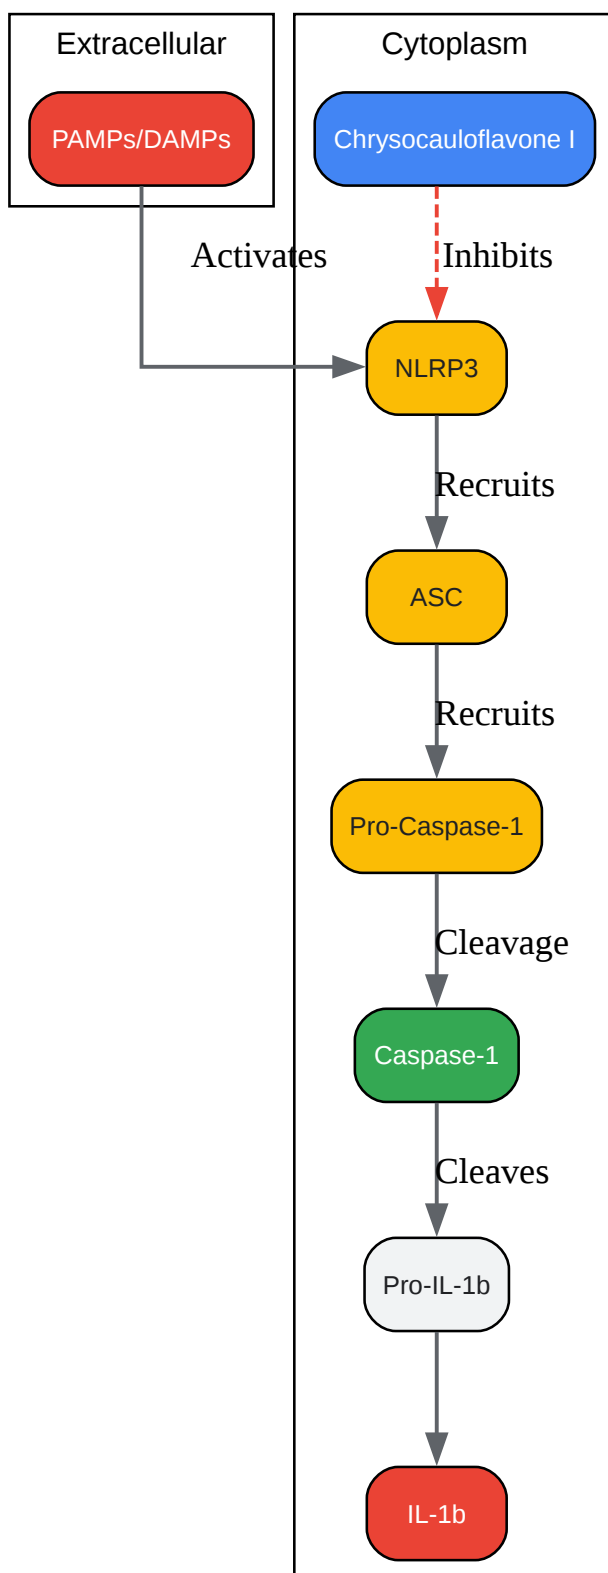 Extracellular
Cytoplasm
PAMPs/DAMPs
Chrysocauloflavone I
Activates
Inhibits
NLRP3
Recruits
ASC
Recruits
Pro-Caspase-1
Cleavage
Caspase-1
Cleaves
Pro-IL-1b
IL-1b